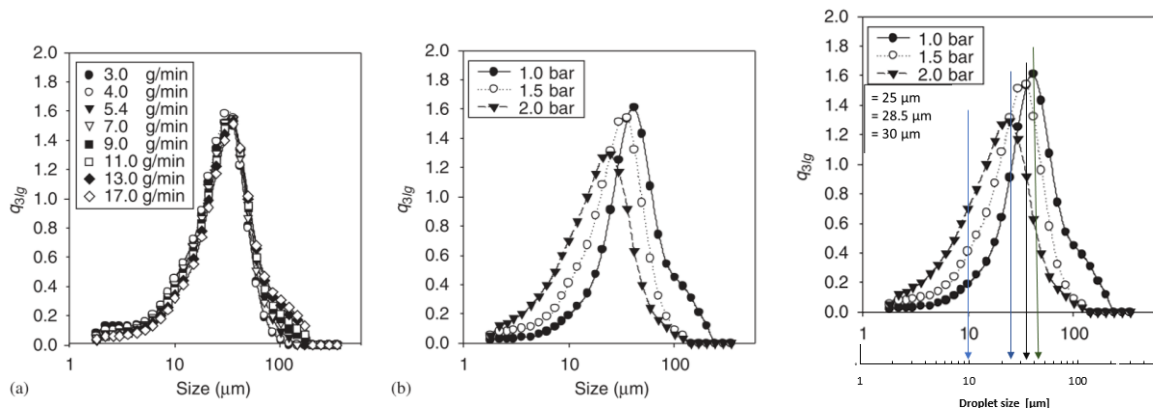 2.0
1.8
1.6
1.4
1.2
1.0
0.8
0.6
0.4
0.2
0.0
q3lg
3.0 g/min
4.0 g/min
5.4 g/min
7.0 g/min
9.0 g/min
11.0 g/min
13.0 g/min
17.0 g/min
1
10
100
Size (µm)
(a)
2.0
1.8
1.6
1.4
1.2
1.0
0.8
0.6
0.4
0.2
0.0
q3lg
1.0 bar
1.5 bar
2.0 bar
1
10
100
Size (µm)
(b)
2.0
1.8
1.6
1.4
1.2
1.0
0.8
0.6
0.4
0.2
0.0
1.0 bar
1.5 bar
2.0 bar
= 25 µm
= 28.5 µm
= 30 µm
1
10
100
1
10
100
Droplet size [µm]